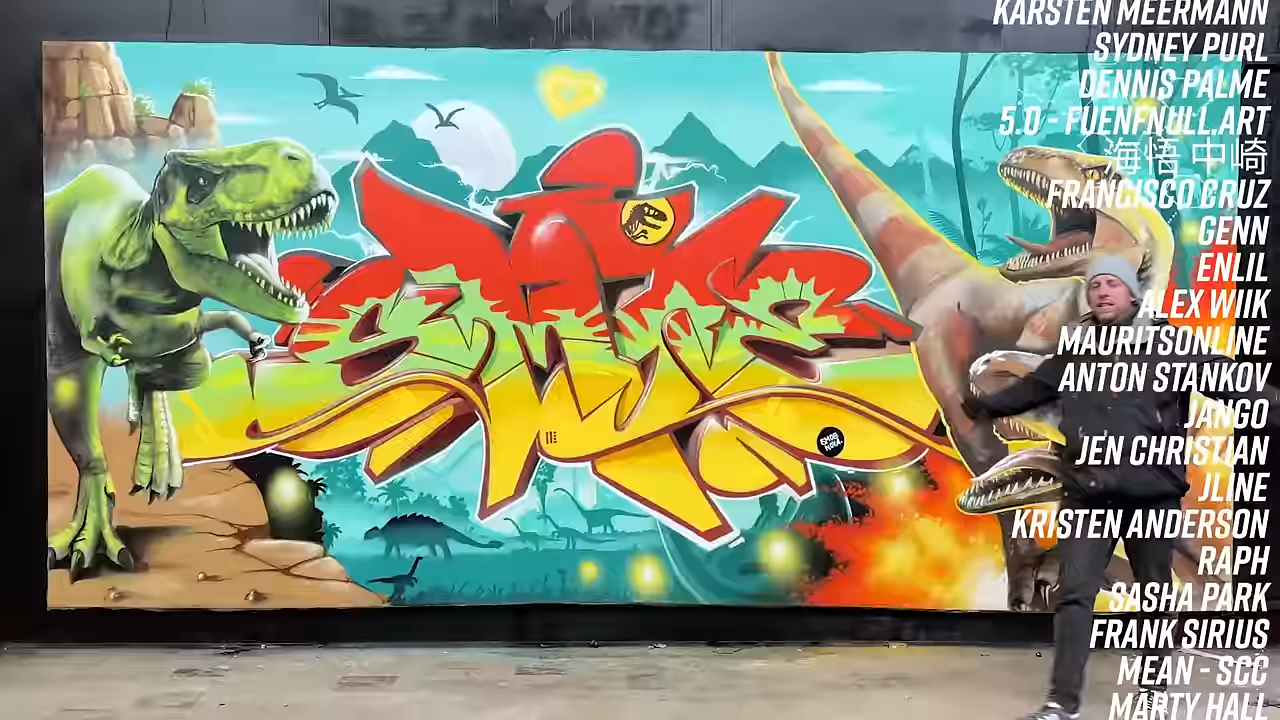 KARSTEN MEERMANN
SYDNEY PURL
DENNIS PALME
5.0 - FUENFNULL.ART
海悟 中崎
FRANCISCO CRUZ
GENN
ENLIL
ALEX WIIK
MAURITSONLINE
ANTON STANKOV
JANGO
JEN CHRISTIAN
JLINE
KRISTEN ANDERSON
RAPH
SASHA PARK
FRANK SIRIUS
MEAN - SCC
MARTY HALL